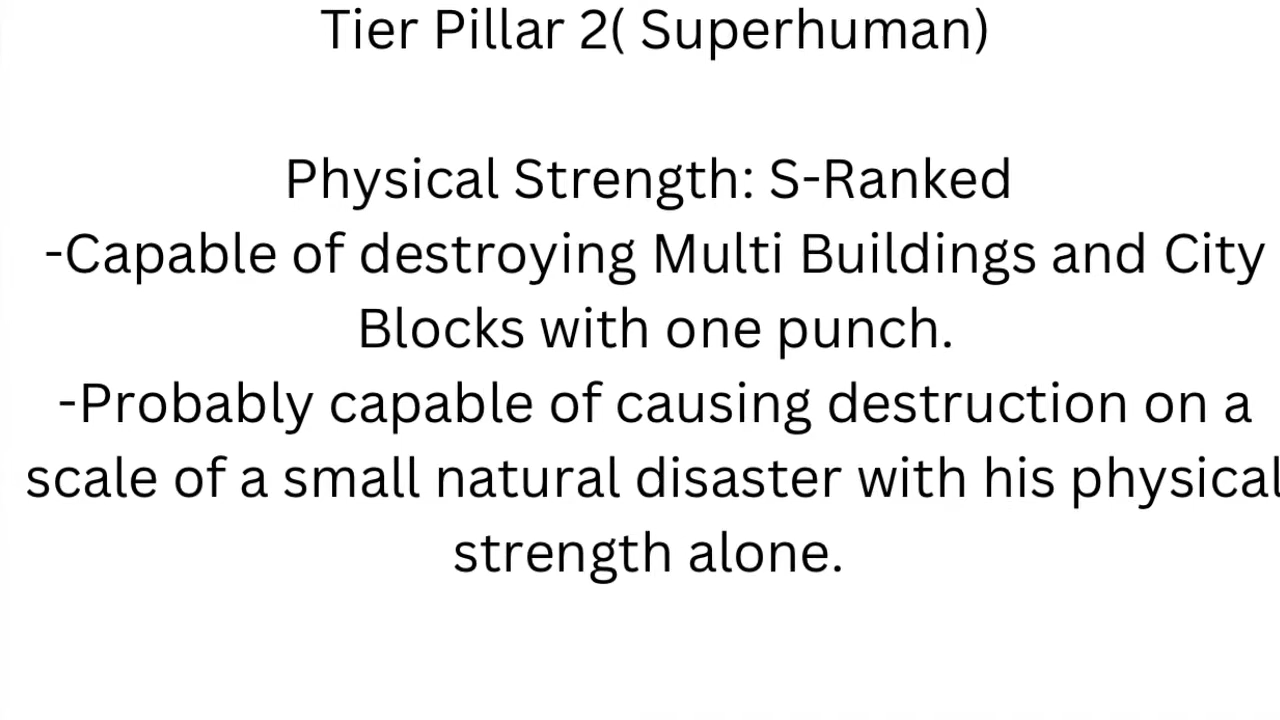 Tier Pillar 2( Superhuman)
Physical Strength: S-Ranked
-Capable of destroying Multi Buildings and City
Blocks with one punch.
-Probably capable of causing destruction on a
scale of a small natural disaster with his physical
strength alone.